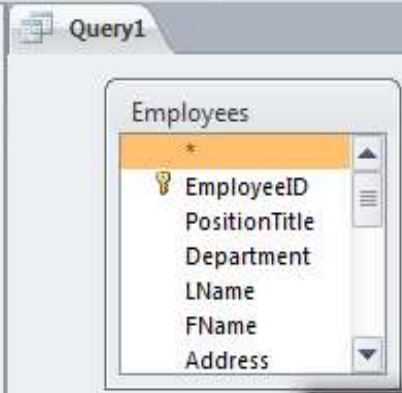 Query1
Employees
*
EmployeeID
PositionTitle
Department
LName
FName
Address